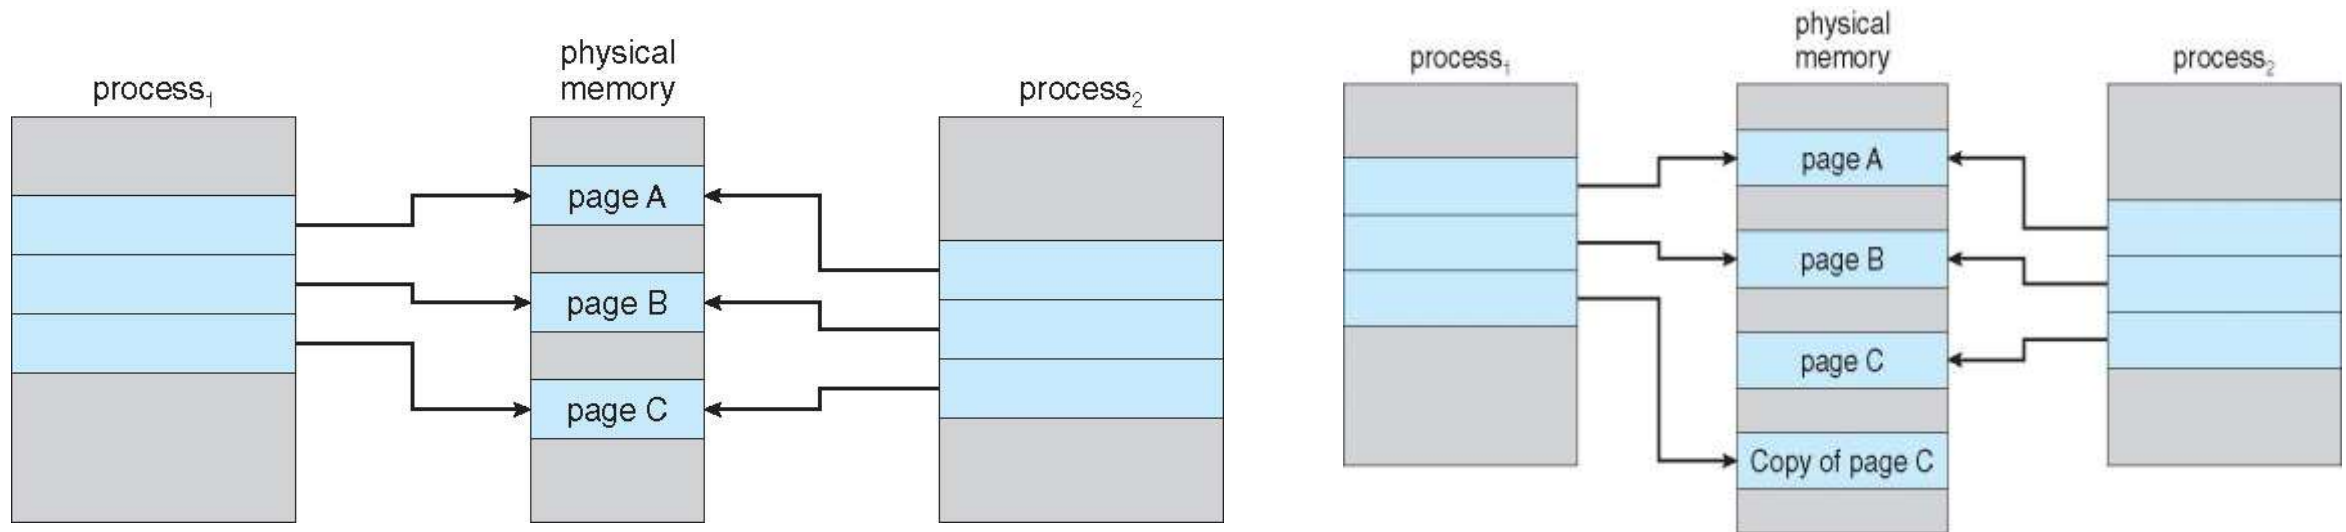 physical
memory
process₁
process₂
page A
page B
page C
physical
memory
process₁
process₂
page A
page B
page C
Copy of page C